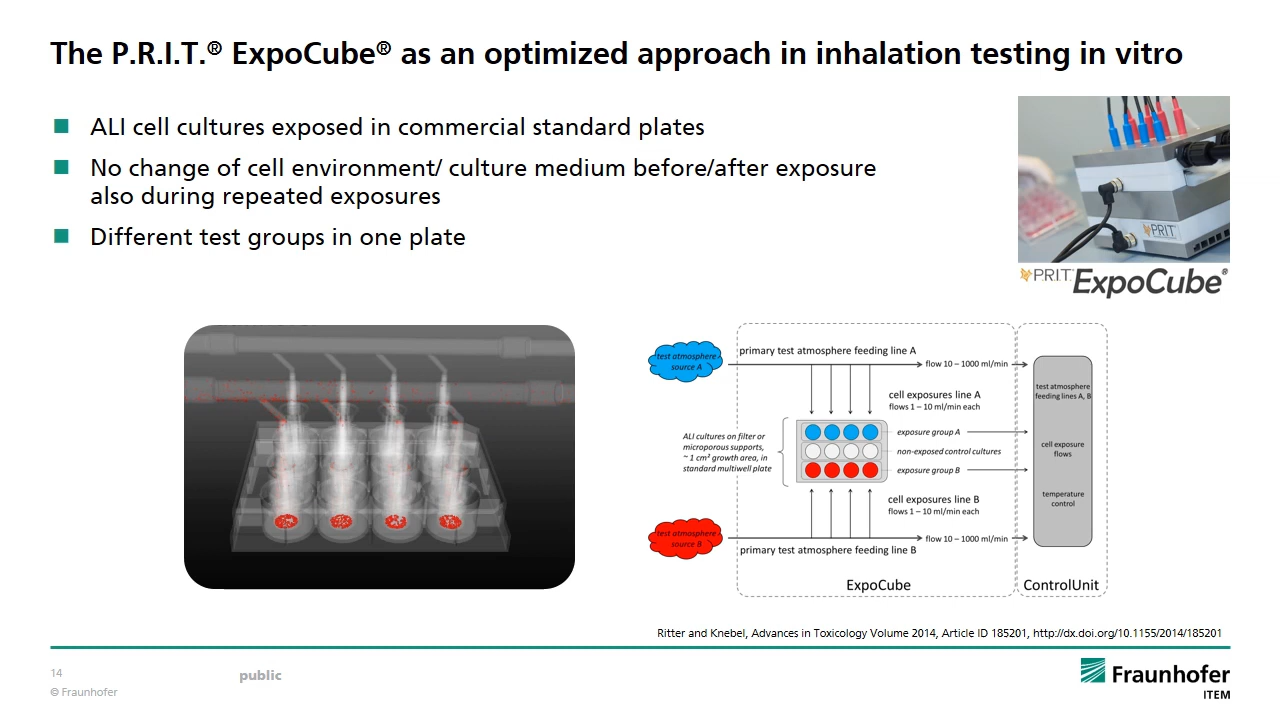 The P.R.I.T.® ExpoCube® as an optimized approach in inhalation testing in vitro
ALI cell cultures exposed in commercial standard plates
No change of cell environment/ culture medium before/after exposure
also during repeated exposures
Different test groups in one plate
PRIT
PRIT ExpoCube®
test atmosphere
source A
primary test atmosphere feeding line A
flow 10 – 1000 ml/min
cell exposures line A
flows 1 – 10 ml/min each
ALI cultures on filter or
microporous supports,
~ 1 cm² growth area, in
standard multiwell plate
exposure group A
non-exposed control cultures
exposure group B
cell exposures line B
flows 1 – 10 ml/min each
test atmosphere
source B
flow 10 – 1000 ml/min
primary test atmosphere feeding line B
test atmosphere
feeding lines A, B
cell exposure
flows
temperature
control
ExpoCube
ControlUnit
Ritter and Knebel, Advances in Toxicology Volume 2014, Article ID 185201, http://dx.doi.org/10.1155/2014/185201
14
public
© Fraunhofer
Fraunhofer
ITEM